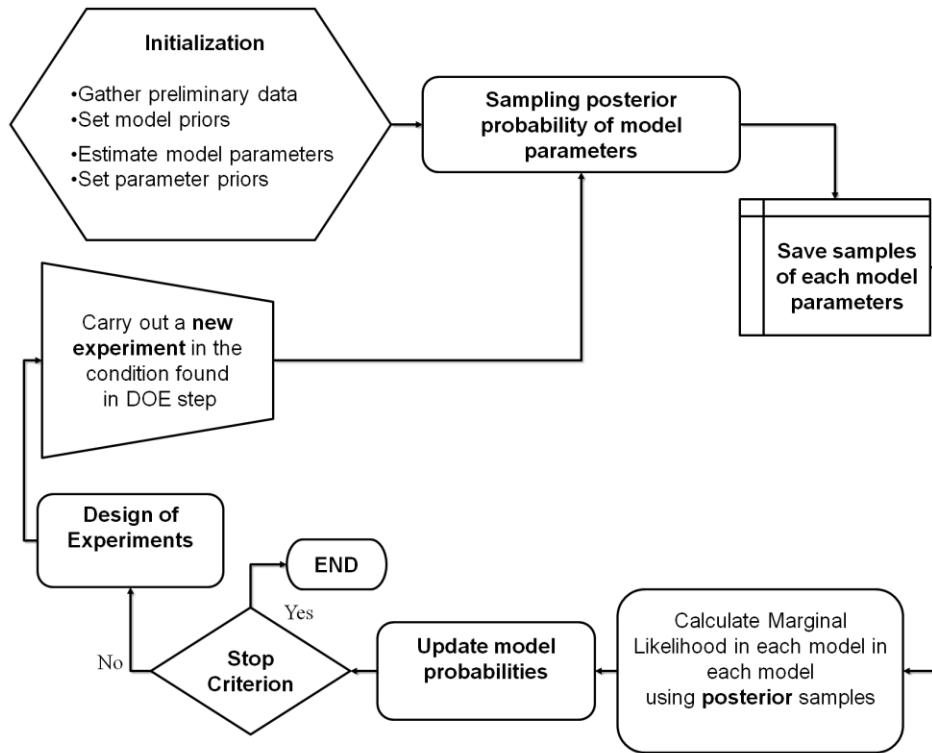 Initialization
•Gather preliminary data
•Set model priors
•Estimate model parameters
•Set parameter priors
Sampling posterior
probability of model
parameters
Save samples
of each model
parameters
Carry out a new
experiment in the
condition found
in DOE step
Design of
Experiments
END
Yes
No
Stop
Criterion
Update model
probabilities
Calculate Marginal
Likelihood in each model in
each model
using posterior samples